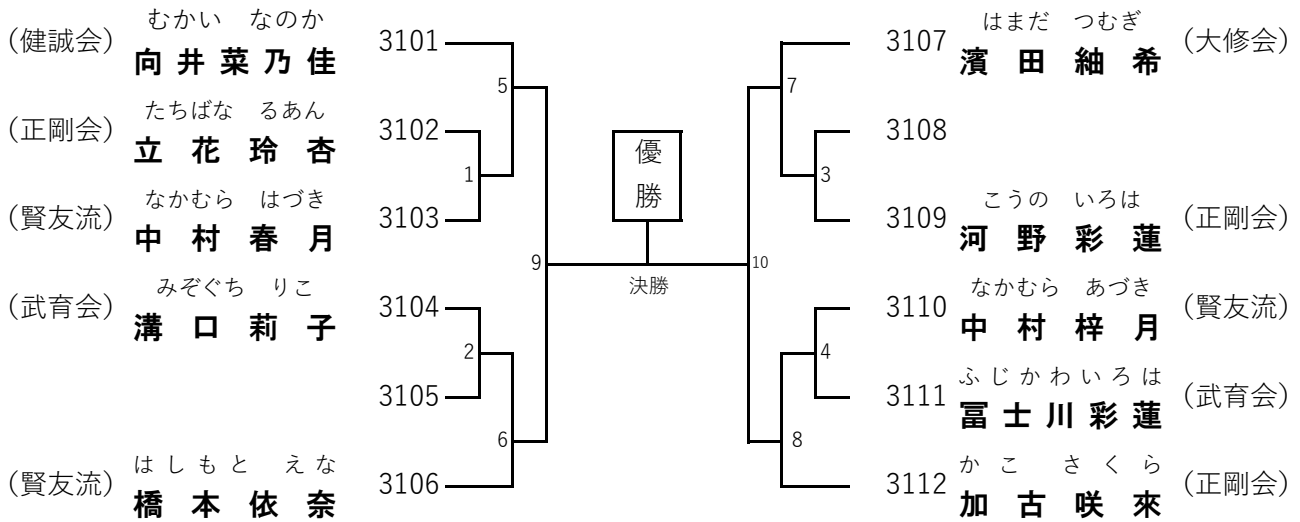 むかい なのか
(健誠会) 向井菜乃佳 3101
5
たちばな るあん
(正剛会) 立花玲杏 3102
1
なかむら はづき
(賢友流) 中村春月 3103
9
みぞぐち りこ
(武育会) 溝口莉子 3104
2
3105
6
はしもと えな
(賢友流) 橋本依奈 3106
優勝
決勝
はまだ つむぎ
3107 濵田紬希 (大修会)
7
3108
3
こうの いろは
3109 河野彩蓮 (正剛会)
10
なかむら あづき
3110 中村梓月 (賢友流)
4
ふじかわいろは
3111 冨士川彩蓮 (武育会)
8
かこ さくら
3112 加古咲來 (正剛会)